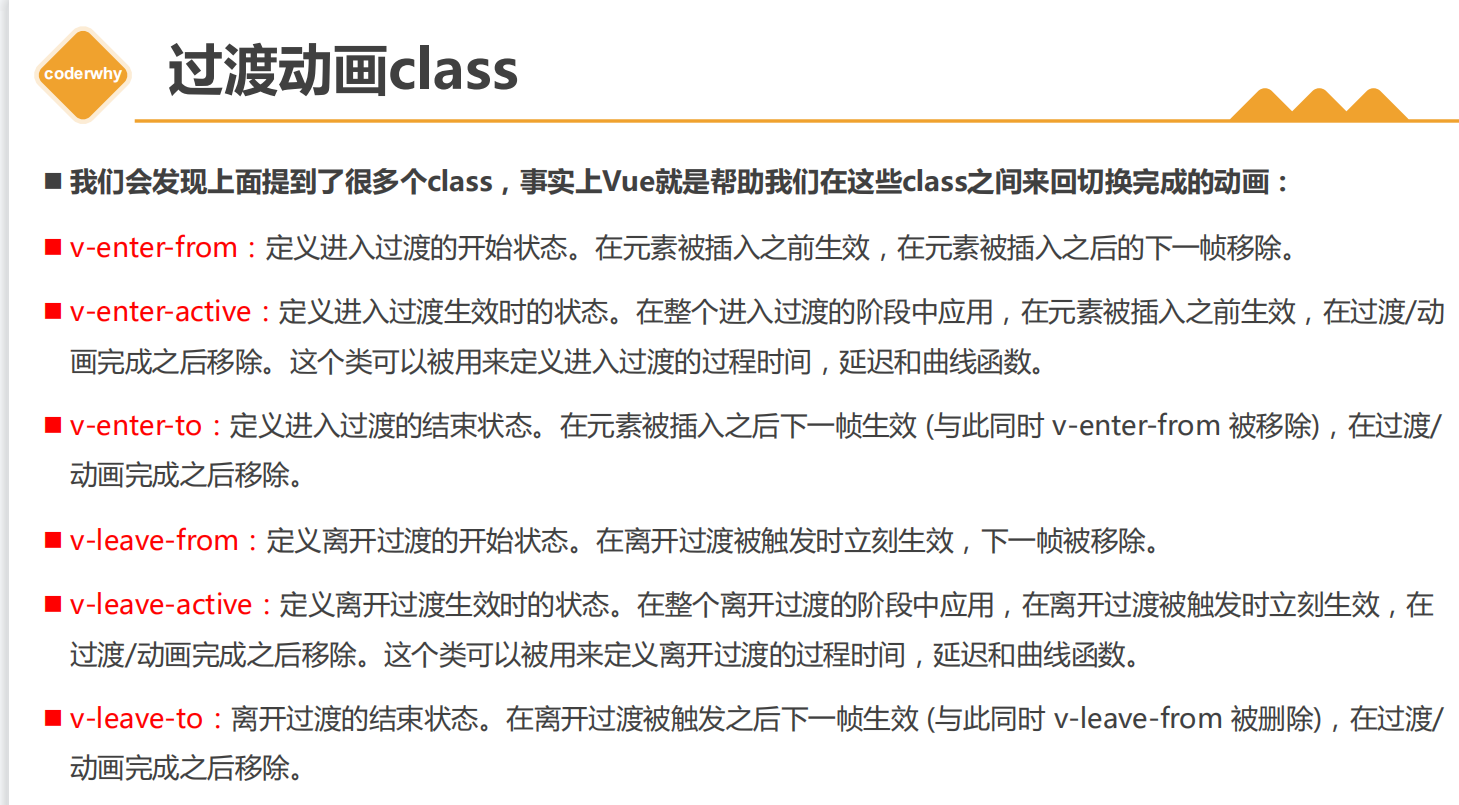 coderwhy
过渡动画class
我们会发现上面提到了很多个class，事实上Vue就是帮助我们在这些class之间来回切换完成的动画：
v-enter-from：定义进入过渡的开始状态。在元素被插入之前生效，在元素被插入之后的下一帧移除。
v-enter-active：定义进入过渡生效时的状态。在整个进入过渡的阶段中应用，在元素被插入之前生效，在过渡/动
画完成之后移除。这个类可以被用来定义进入过渡的过程时间，延迟和曲线函数。
v-enter-to：定义进入过渡的结束状态。在元素被插入之后下一帧生效 (与此同时 v-enter-from 被移除)，在过渡/
动画完成之后移除。
v-leave-from：定义离开过渡的开始状态。在离开过渡被触发时立刻生效，下一帧被移除。
v-leave-active：定义离开过渡生效时的状态。在整个离开过渡的阶段中应用，在离开过渡被触发时立刻生效，在
过渡/动画完成之后移除。这个类可以被用来定义离开过渡的过程时间，延迟和曲线函数。
v-leave-to：离开过渡的结束状态。在离开过渡被触发之后下一帧生效 (与此同时 v-leave-from 被删除)，在过渡/
动画完成之后移除。